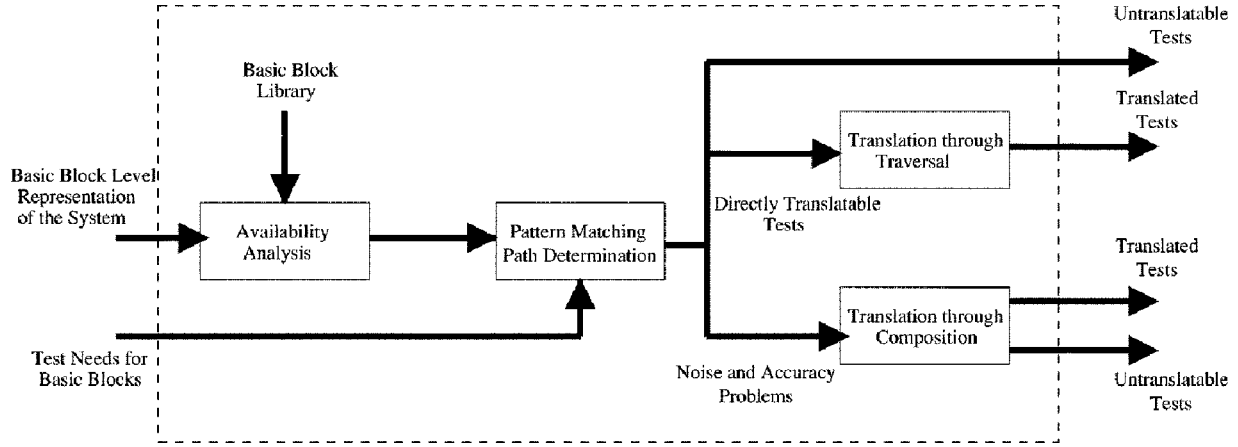 Untranslatable
Tests
Basic Block
Library
Translated
Tests
Translation through
Traversal
Basic Block Level
Representation
of the System
Directly Translatable
Tests
Availability
Analysis
Pattern Matching
Path Determination
Translated
Tests
Translation through
Composition
Test Needs for
Basic Blocks
Noise and Accuracy
Problems
Untranslatable
Tests